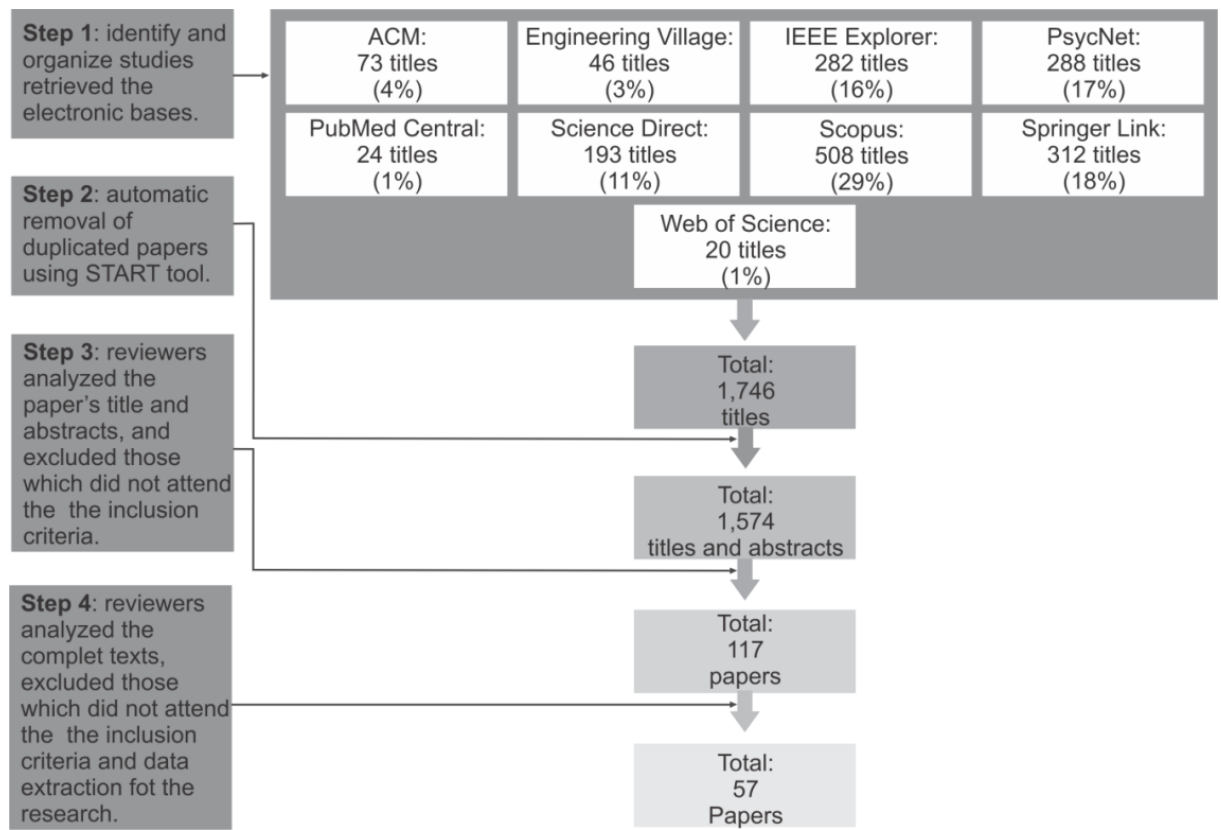 Step 1: identify and
organize studies
retrieved the
electronic bases.
ACM:
73 titles
(4%)
Engineering Village:
46 titles
(3%)
IEEE Explorer:
282 titles
(16%)
PsycNet:
288 titles
(17%)
PubMed Central:
24 titles
(1%)
Science Direct:
193 titles
(11%)
Scopus:
508 titles
(29%)
Springer Link:
312 titles
(18%)
Web of Science:
20 titles
(1%)
Step 2: automatic
removal of
duplicated papers
using START tool.
Total:
1,746
titles
Step 3: reviewers
analyzed the
paper’s title and
abstracts, and
excluded those
which did not attend
the the inclusion
criteria.
Total:
1,574
titles and abstracts
Step 4: reviewers
analyzed the
complet texts,
excluded those
which did not attend
the the inclusion
criteria and data
extraction fot the
research.
Total:
117
papers
Total:
57
Papers